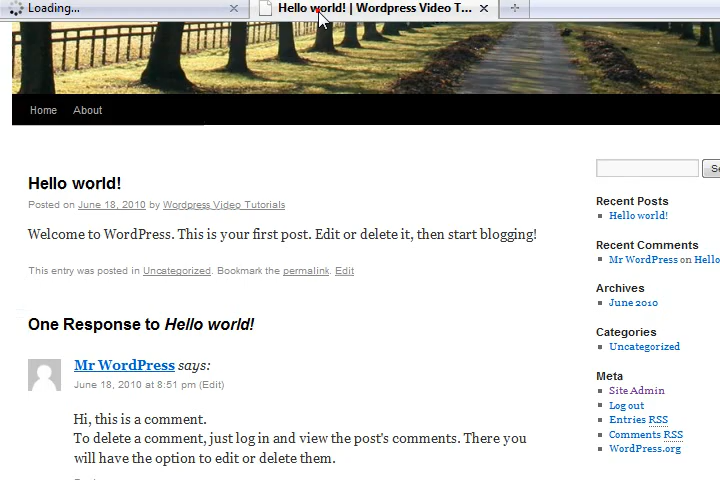 Loading...
Hello world! | Wordpress Video T...
Home About
Hello world!
Posted on June 18, 2010 by Wordpress Video Tutorials
Welcome to WordPress. This is your first post. Edit or delete it, then start blogging!
This entry was posted in Uncategorized. Bookmark the permalink. Edit
One Response to Hello world!
Mr WordPress says:
June 18, 2010 at 8:51 pm (Edit)
Hi, this is a comment.
To delete a comment, just log in and view the post's comments. There you
will have the option to edit or delete them.
Se
Recent Posts
Hello world!
Recent Comments
Mr WordPress on Hello
Archives
June 2010
Categories
Uncategorized
Meta
Site Admin
Log out
Entries RSS
Comments RSS
WordPress.org